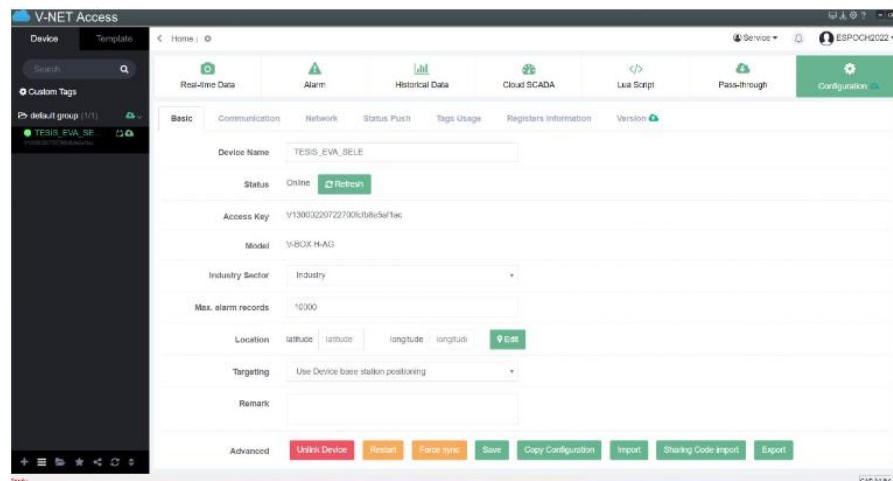 V-NET Access
Device Template
Home
Service ESPOCH2022
Search
Custom Tags
default group (1/1)
TESIS_EVA_SE...
Real-time Data Alarm Historical Data Cloud SCADA Lua Script Pass-through Configuration
Basic Communication Network Status Push Tags Usage Registers Information Version
Device Name TESIS_EVA_SELE
Status Online Refresh
Access Key
Model V-BOX H-AG
Industry Sector Industry
Max. alarm records 10000
Location latitude latitude longitude longitud Edit
Targeting Use Device base station positioning
Remark
Advanced Unlink Device Restart Force sync Save Copy Configuration Import Sharing Code import Export